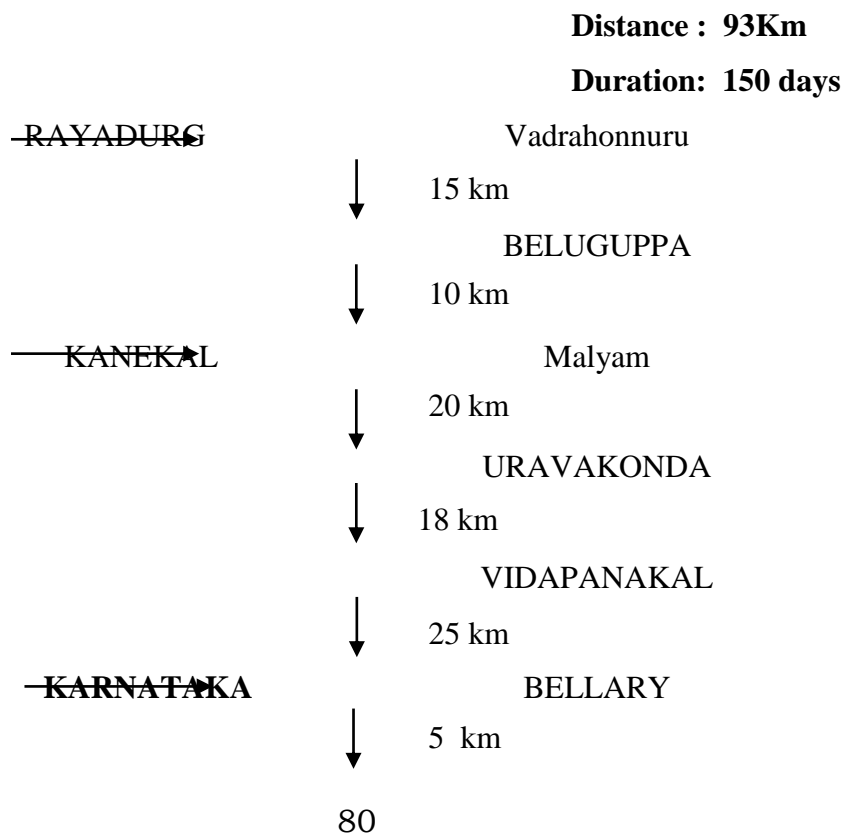 Distance : 93Km
Duration: 150 days
RAYADURG Vadrahonnuru
15 km
BELUGUPPA
10 km
KANEKAL Malyam
20 km
URAVAKONDA
18 km
VIDAPANAKAL
25 km
KARNATAKA BELLARY
5 km
80